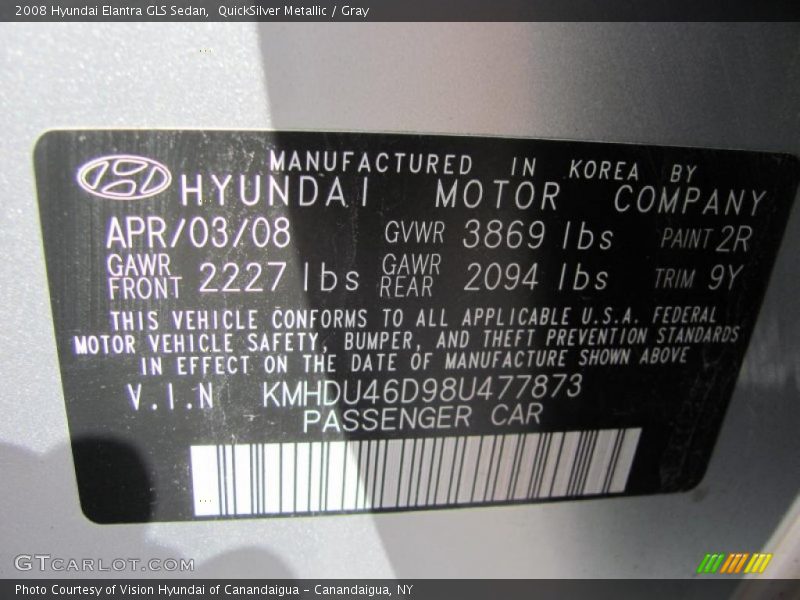 2008 Hyundai Elantra GLS Sedan,  QuickSilver Metallic / Gray
MANUFACTURED IN KOREA BY
HYUNDAI MOTOR COMPANY
APR/03/08 GVWR 3869 lbs PAINT 2R
GAWR FRONT 2227 lbs GAWR REAR 2094 lbs TRIM 9Y
THIS VEHICLE CONFORMS TO ALL APPLICABLE U.S.A. FEDERAL
MOTOR VEHICLE SAFETY, BUMPER, AND THEFT PREVENTION STANDARDS
IN EFFECT ON THE DATE OF MANUFACTURE SHOWN ABOVE
V.I.N KMHDU46D98U477873
PASSENGER CAR
GTCARLOT.COM
Photo Courtesy of Vision Hyundai of Canandaigua – Canandaigua, NY